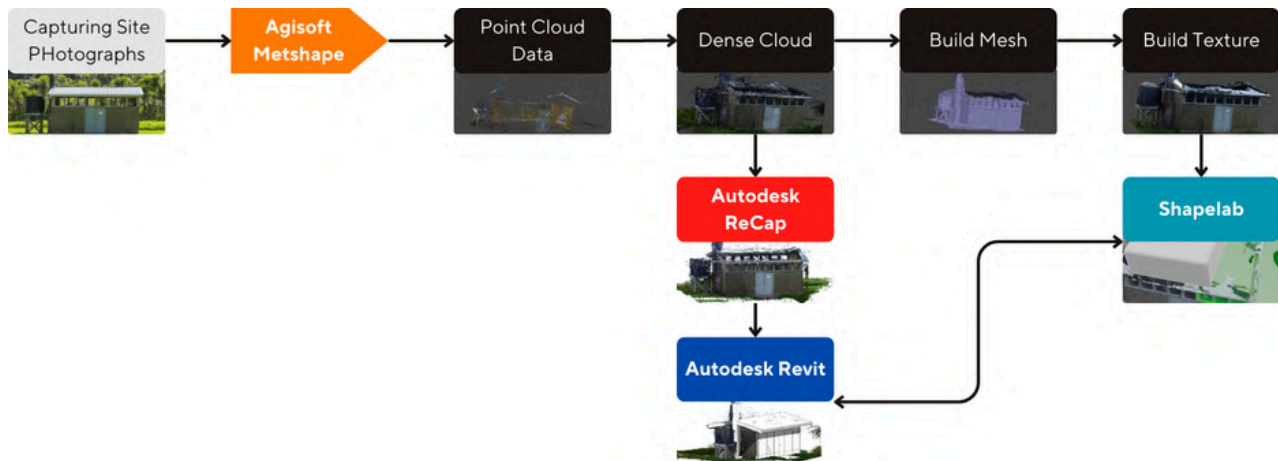 Capturing Site
PHotographs
Agisoft
Metshape
Point Cloud
Data
Dense Cloud
Build Mesh
Build Texture
Autodesk
ReCap
Shapelab
Autodesk Revit